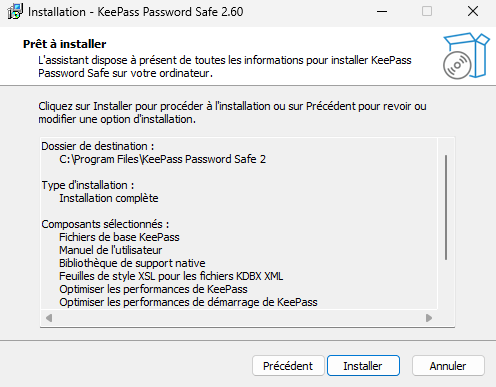 Installation - KeePass Password Safe 2.60
Prêt à installer
L'assistant dispose à présent de toutes les informations pour installer KeePass
Password Safe sur votre ordinateur.
Cliquez sur Installer pour procéder à l'installation ou sur Précédent pour revoir ou
modifier une option d'installation.
Dossier de destination :
C:\Program Files\KeePass Password Safe 2
Type d'installation :
Installation complète
Composants sélectionnés :
Fichiers de base KeePass
Manuel de l'utilisateur
Bibliothèque de support native
Feuilles de style XSL pour les fichiers KDBX XML
Optimiser les performances de KeePass
Optimiser les performances de démarrage de KeePass
Précédent
Installer
Annuler